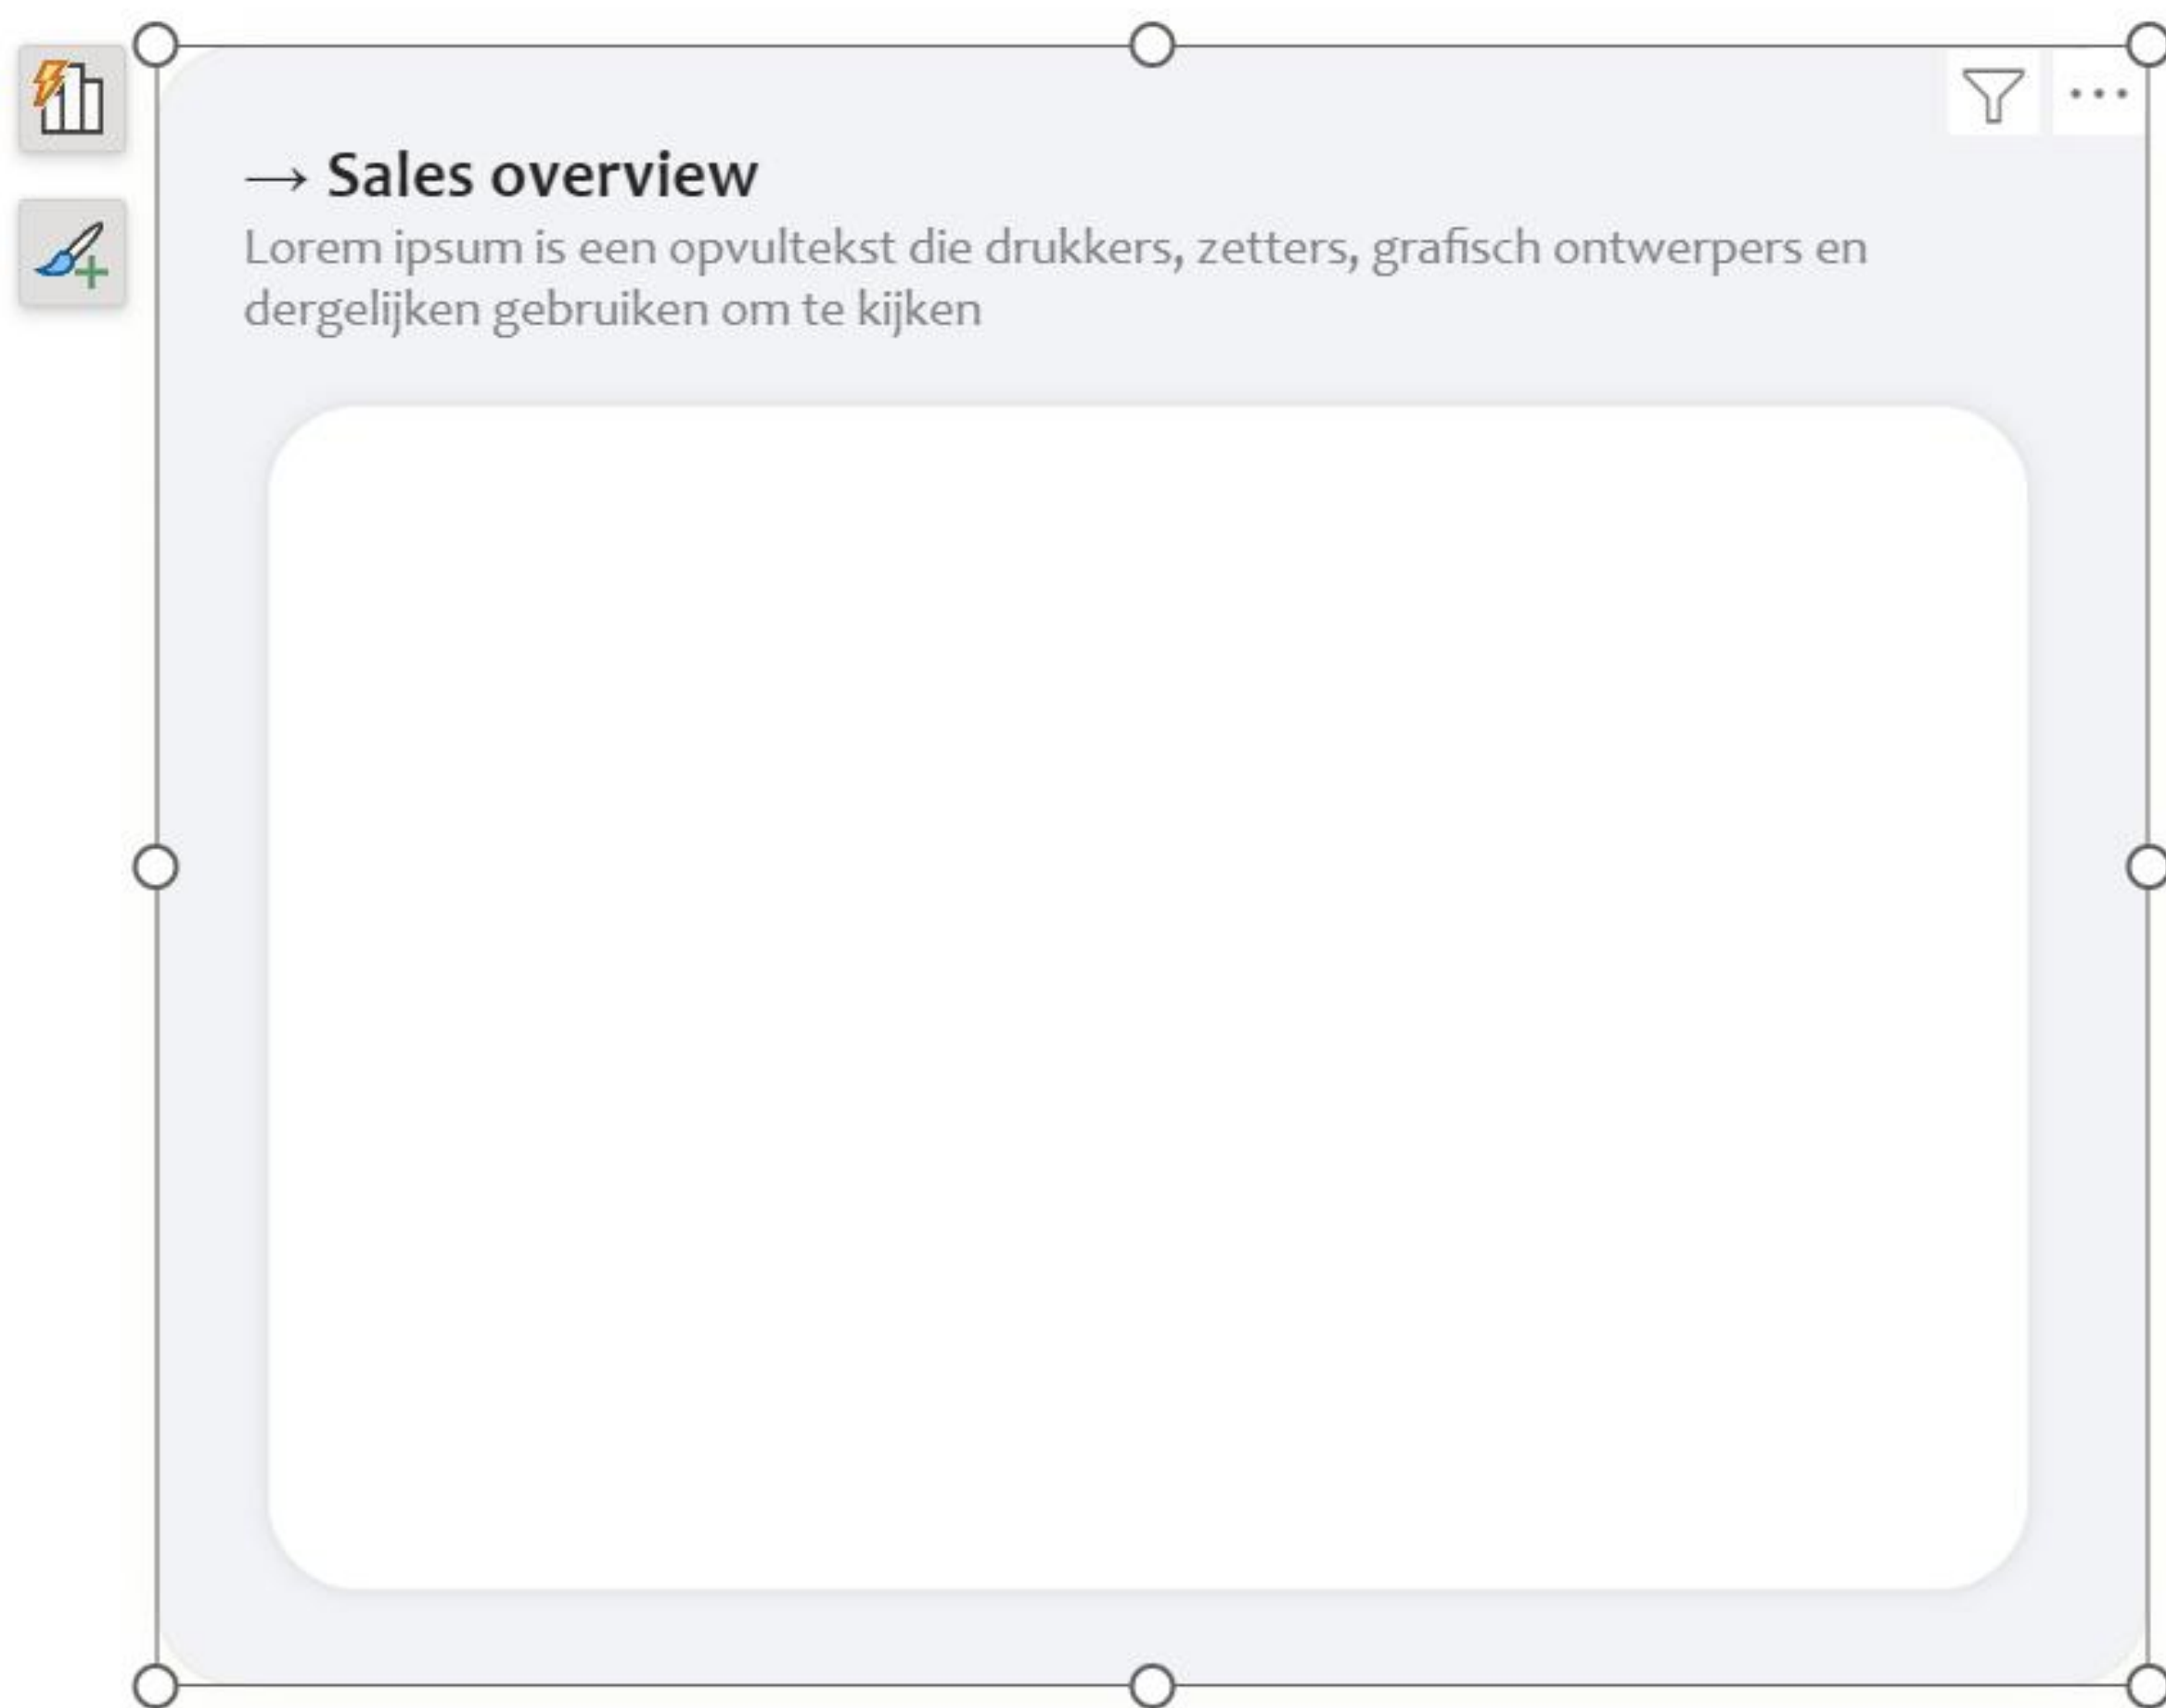 → Sales overview
Lorem ipsum is een opvultekst die drukkers, zetters, grafisch ontwerpers en
dergelijken gebruiken om te kijken